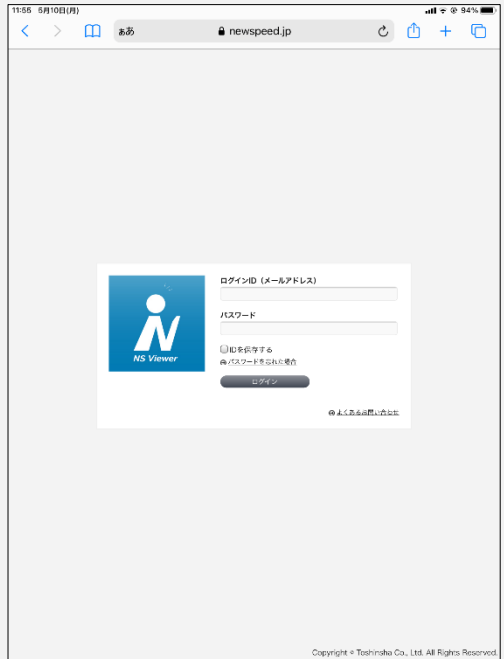 11:55 5月10日(月) 94%
ぁあ newspeed.jp
ログインID（メールアドレス）
パスワード
IDを保存する
パスワードを忘れた場合
ログイン
NS Viewer
よくあるお問い合わせ
Copyright © Toshinsha Co., Ltd. All Rights Reserved.